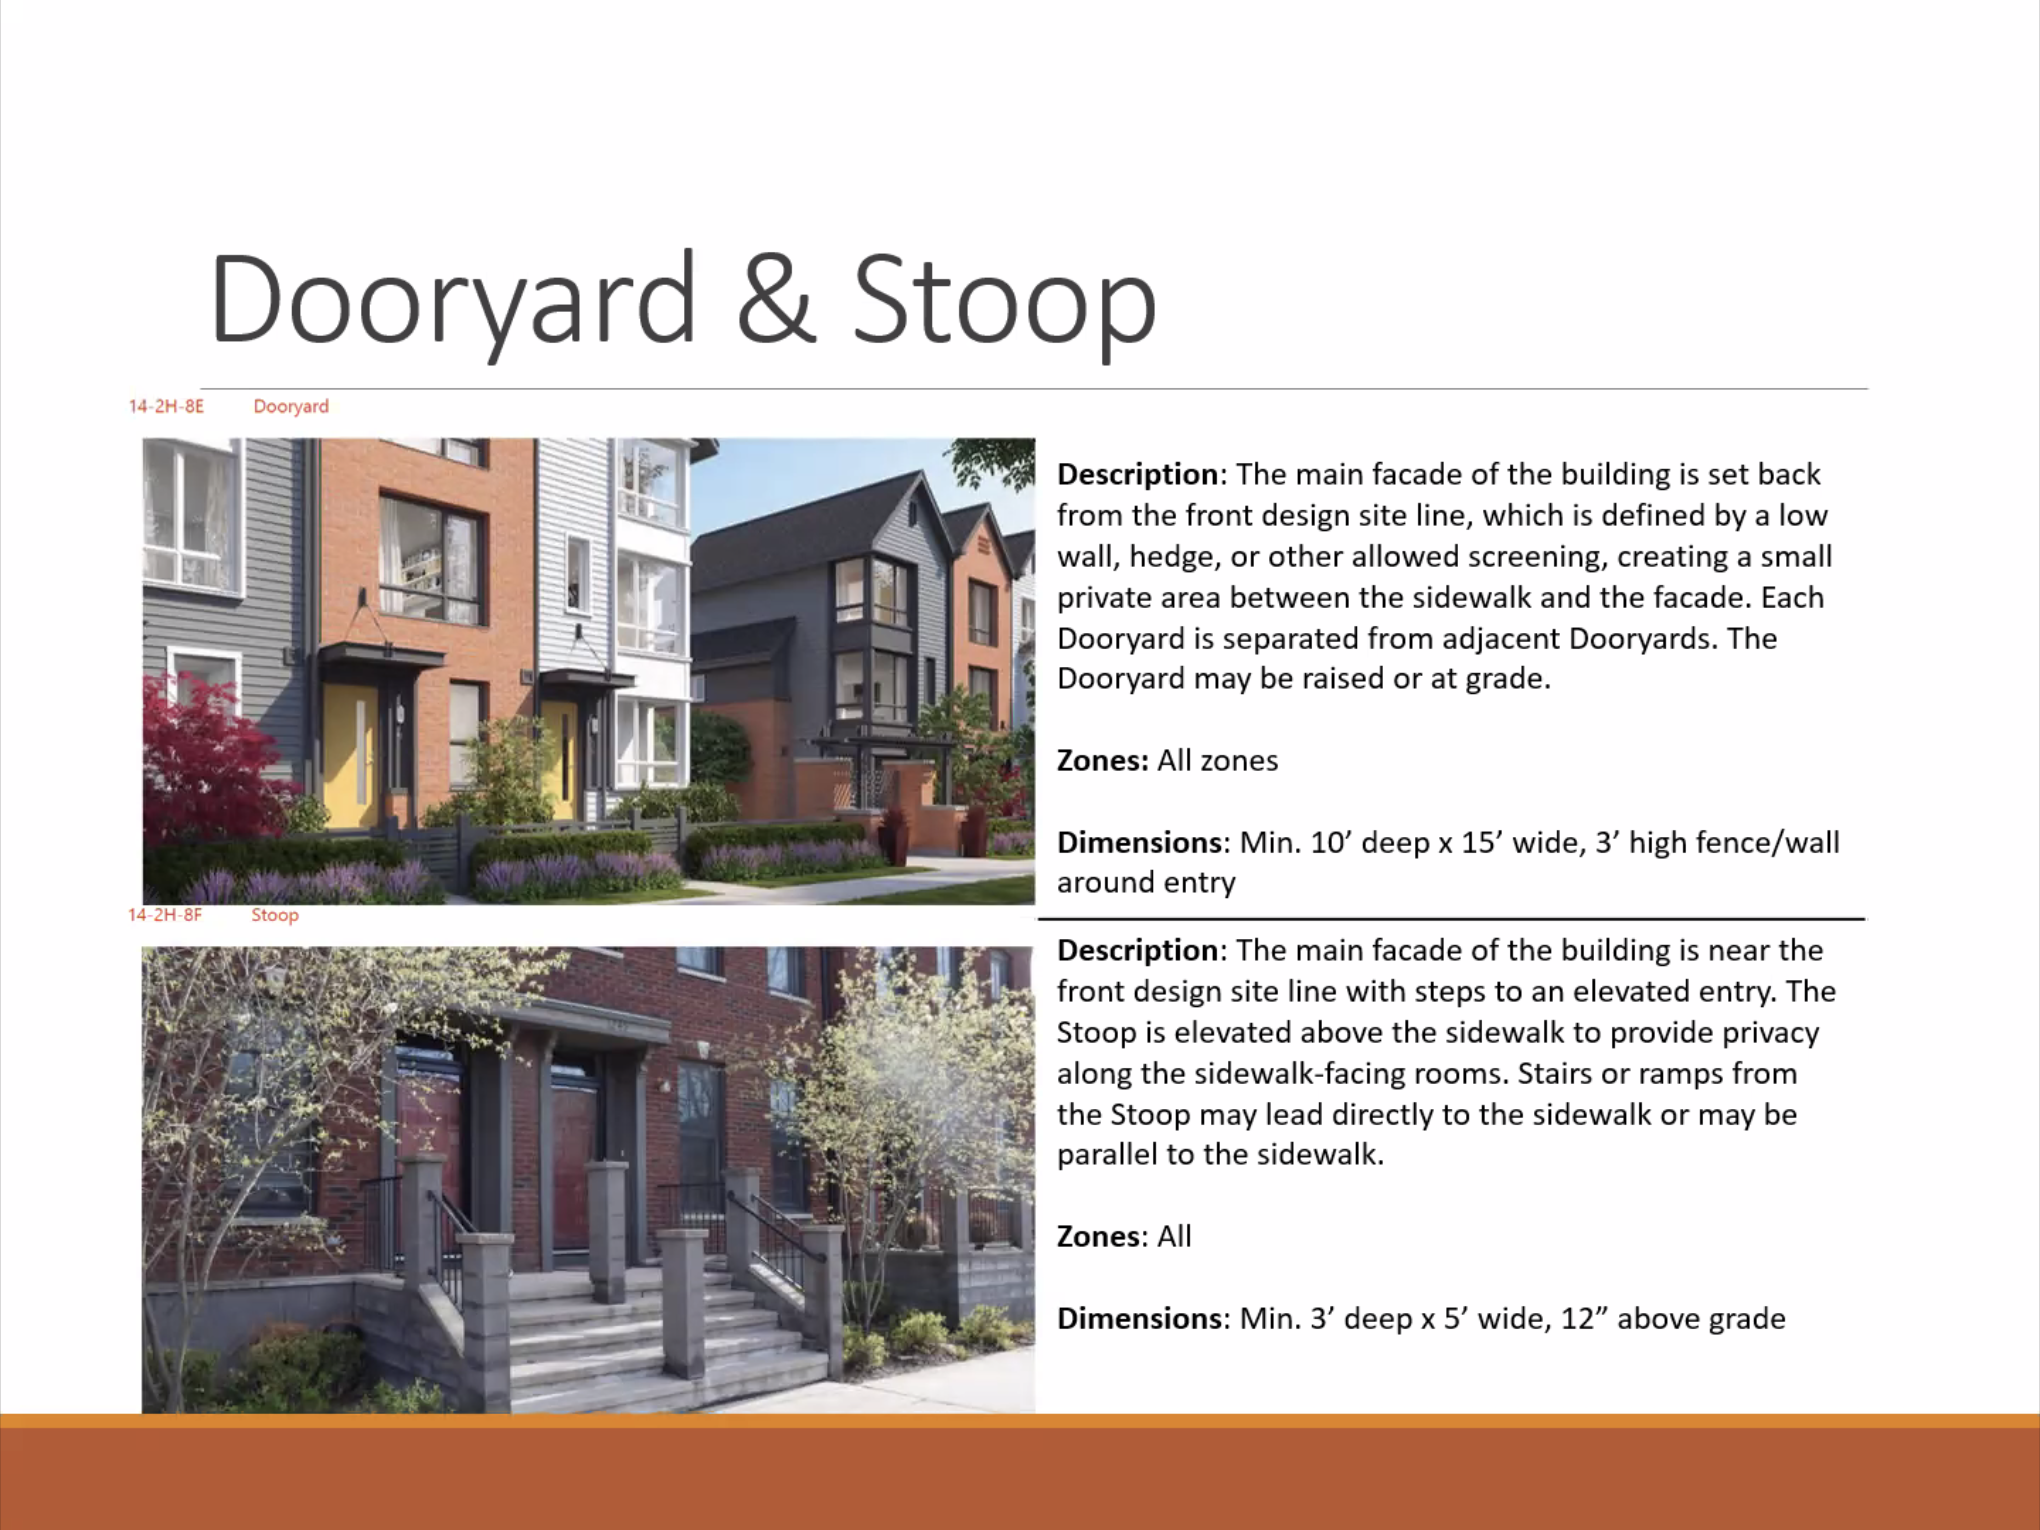 Dooryard & Stoop
14-2H-8E Dooryard
Description: The main facade of the building is set back
from the front design site line, which is defined by a low
wall, hedge, or other allowed screening, creating a small
private area between the sidewalk and the facade. Each
Dooryard is separated from adjacent Dooryards. The
Dooryard may be raised or at grade.
Zones: All zones
Dimensions: Min. 10’ deep x 15’ wide, 3’ high fence/wall
around entry
14-2H-8F Stoop
Description: The main facade of the building is near the
front design site line with steps to an elevated entry. The
Stoop is elevated above the sidewalk to provide privacy
along the sidewalk-facing rooms. Stairs or ramps from
the Stoop may lead directly to the sidewalk or may be
parallel to the sidewalk.
Zones: All
Dimensions: Min. 3’ deep x 5’ wide, 12” above grade